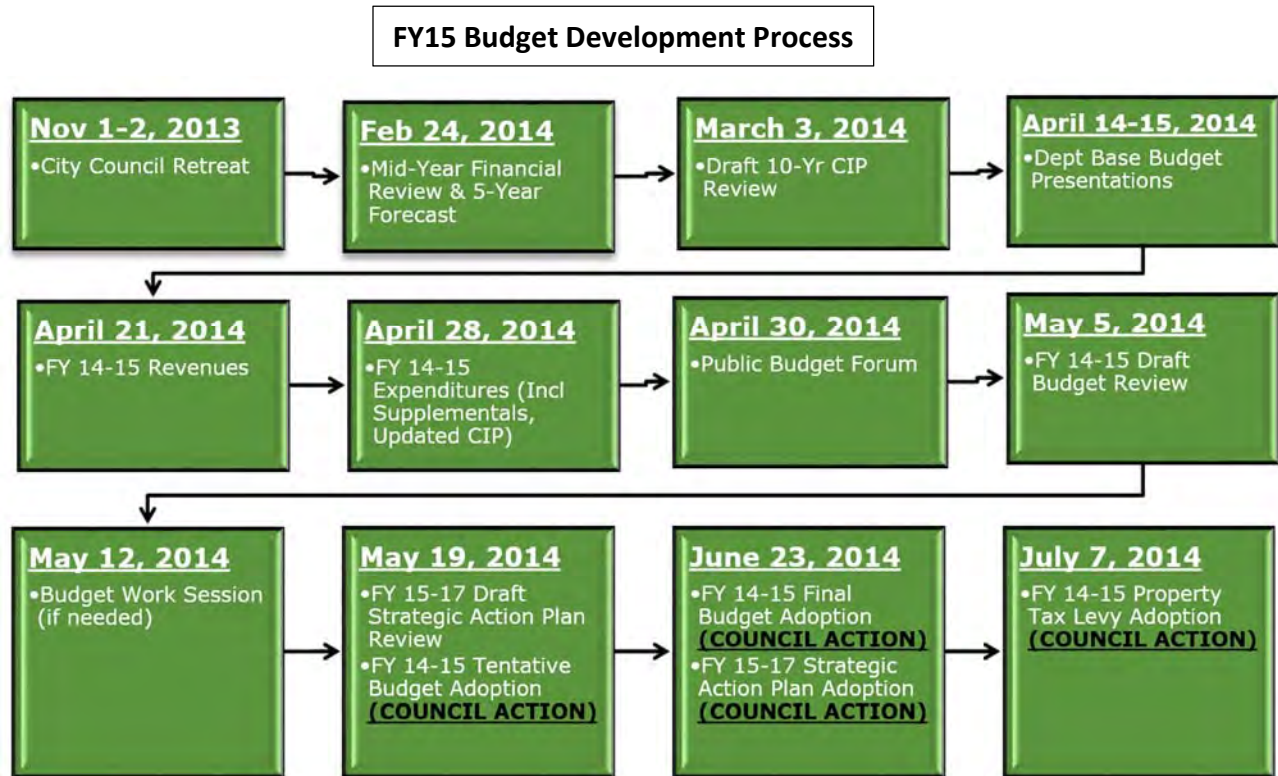 FY15 Budget Development Process
Nov 1-2, 2013
•City Council Retreat
Feb 24, 2014
•Mid-Year Financial
Review & 5-Year
Forecast
March 3, 2014
•Draft 10-Yr CIP
Review
April 14-15, 2014
•Dept Base Budget
Presentations
April 21, 2014
•FY 14-15 Revenues
April 28, 2014
•FY 14-15
Expenditures (Incl
Supplementals,
Updated CIP)
April 30, 2014
•Public Budget Forum
May 5, 2014
•FY 14-15 Draft
Budget Review
May 12, 2014
•Budget Work Session
(if needed)
May 19, 2014
•FY 15-17 Draft
Strategic Action Plan
Review
•FY 14-15 Tentative
Budget Adoption
(COUNCIL ACTION)
June 23, 2014
•FY 14-15 Final
Budget Adoption
(COUNCIL ACTION)
•FY 15-17 Strategic
Action Plan Adoption
(COUNCIL ACTION)
July 7, 2014
•FY 14-15 Property
Tax Levy Adoption
(COUNCIL ACTION)